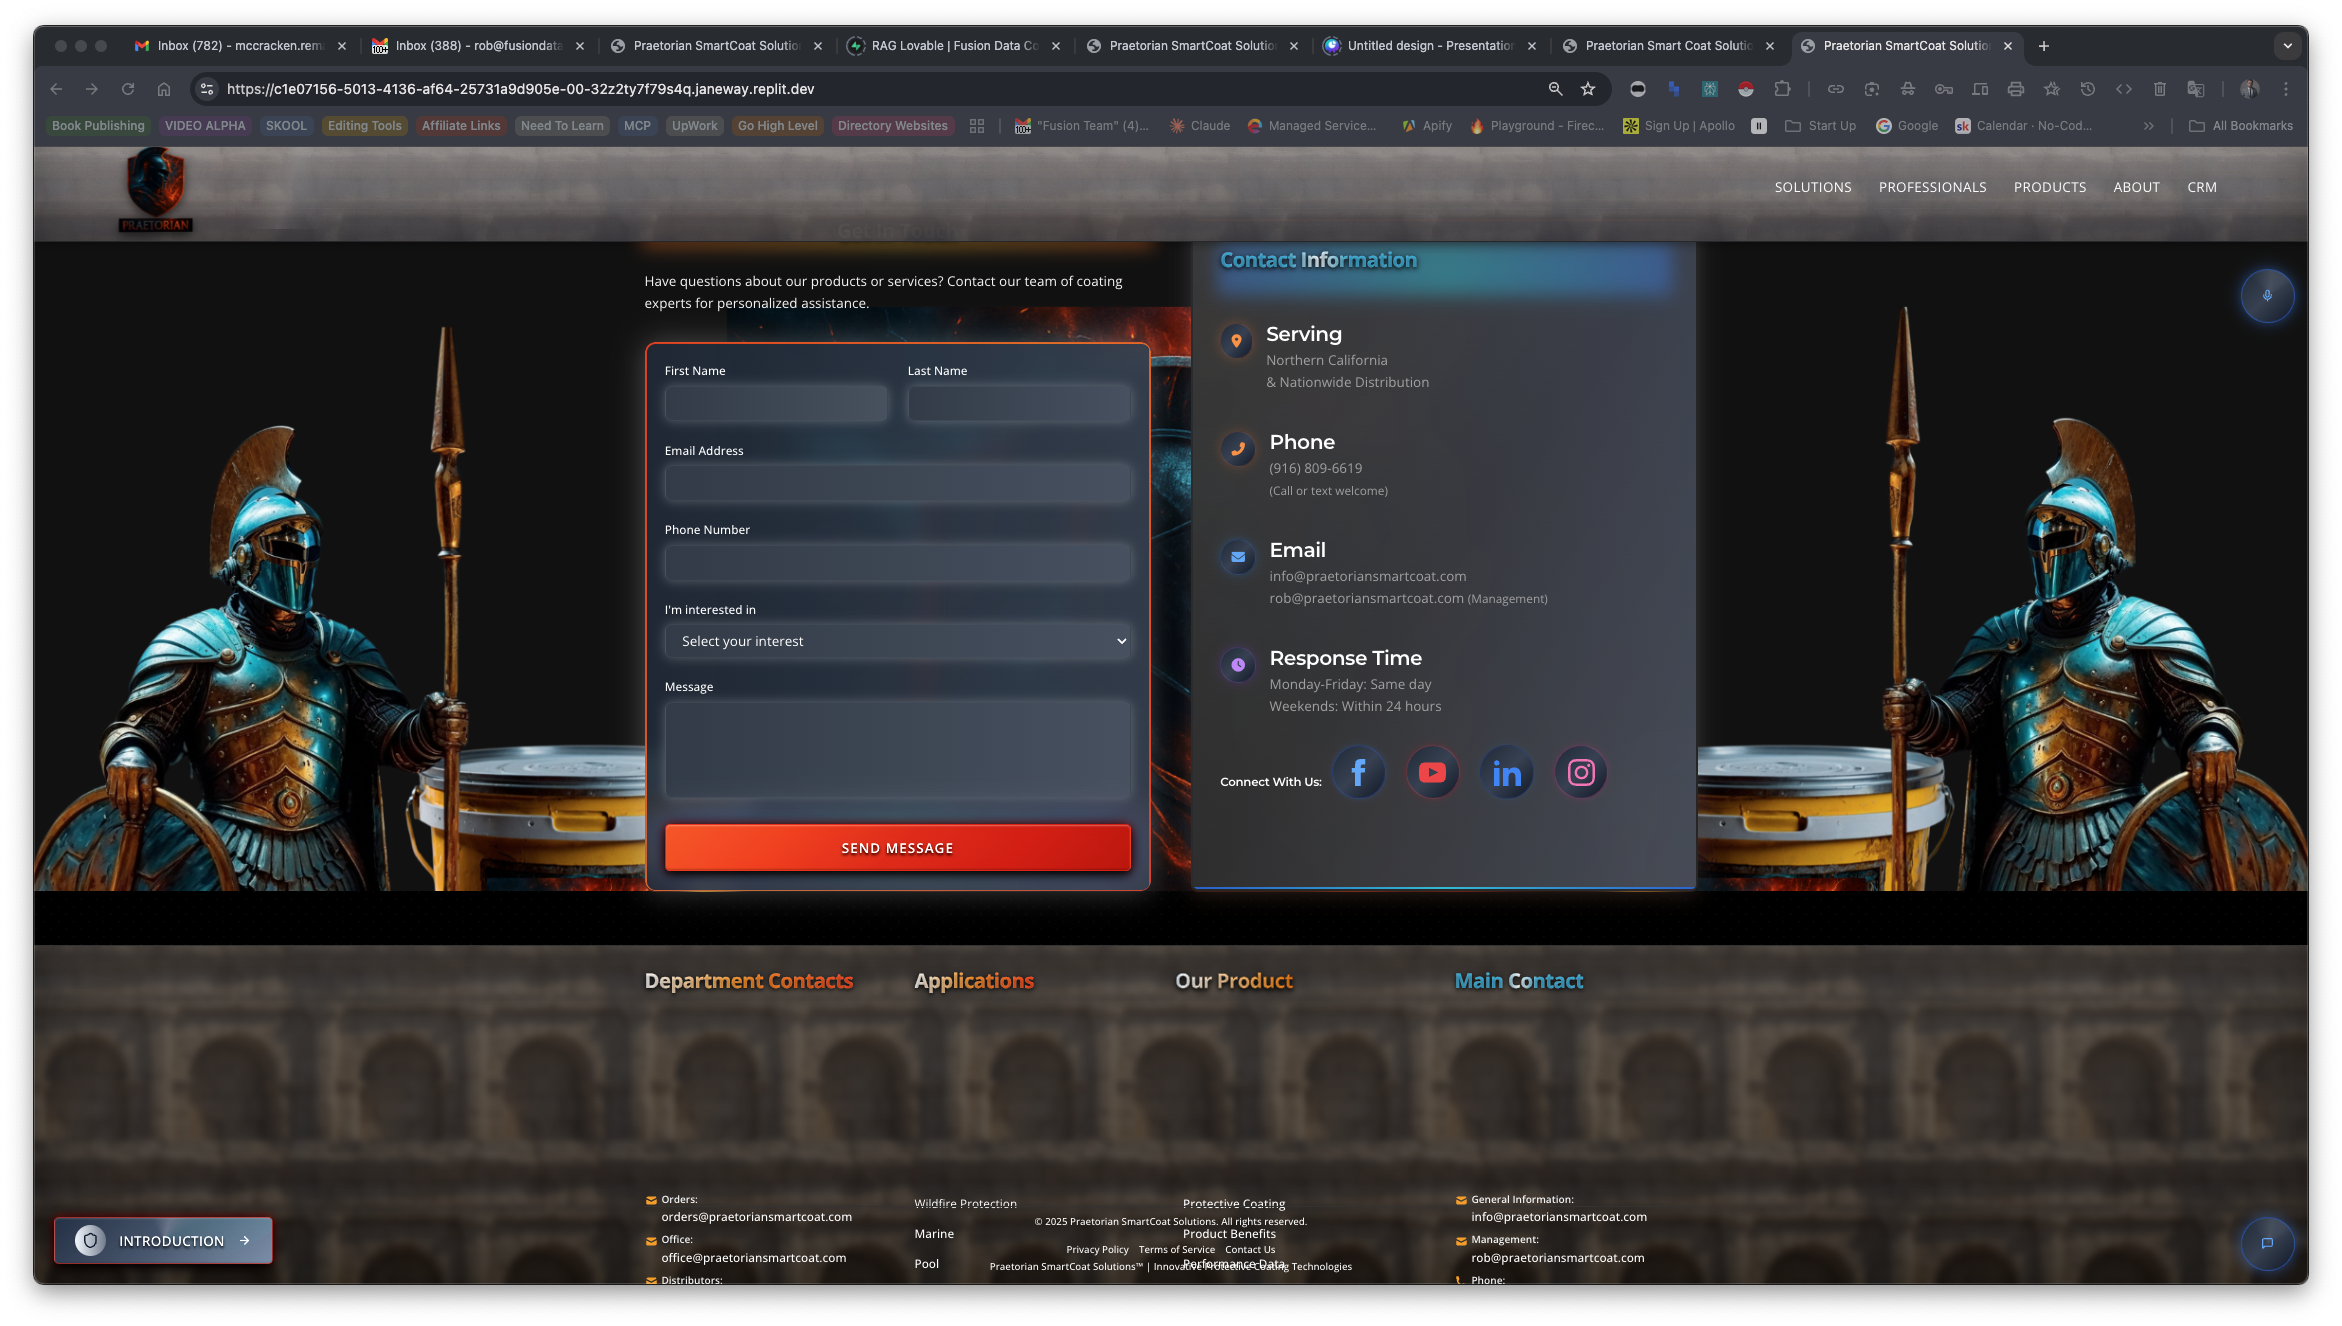 Inbox (782) - mccracken.rem
Inbox (388) - rob@fusiondata
Praetorian SmartCoat Solutio
RAG Lovable | Fusion Data Co
Praetorian SmartCoat Solutio
Untitled design - Presentation
Praetorian Smart Coat Solutio
Praetorian SmartCoat Solutio
https://c1e07156-5013-4136-af64-25731a9d905e-00-32z2ty7f79s4q.janeway.replit.dev
Book Publishing
VIDEO ALPHA
SKOOL
Editing Tools
Affiliate Links
Need To Learn
MCP
UpWork
Go High Level
Directory Websites
100+
"Fusion Team" (4)...
Claude
Managed Service...
Apify
Playground - Firec...
Sign Up | Apollo
Start Up
Google
sk
Calendar · No-Cod...
All Bookmarks
PRAETORIAN
SOLUTIONS
PROFESSIONALS
PRODUCTS
ABOUT
CRM
Get In Touch
Have questions about our products or services? Contact our team of coating
experts for personalized assistance.
First Name
Last Name
Email Address
Phone Number
I'm interested in
Select your interest
Message
SEND MESSAGE
Contact Information
Serving
Northern California
& Nationwide Distribution
Phone
(916) 809-6619
(Call or text welcome)
Email
info@praetoriansmartcoat.com
rob@praetoriansmartcoat.com (Management)
Response Time
Monday-Friday: Same day
Weekends: Within 24 hours
Connect With Us:
Department Contacts
Applications
Our Product
Main Contact
Orders:
orders@praetoriansmartcoat.com
Office:
office@praetoriansmartcoat.com
Distributors:
Wildfire Protection
Marine
Pool
Protective Coating
Product Benefits
Performance Data
General Information:
info@praetoriansmartcoat.com
Management:
rob@praetoriansmartcoat.com
Phone:
© 2025 Praetorian SmartCoat Solutions. All rights reserved.
Privacy Policy
Terms of Service
Contact Us
Praetorian SmartCoat Solutions™ | Innovative Protective Coating Technologies
INTRODUCTION